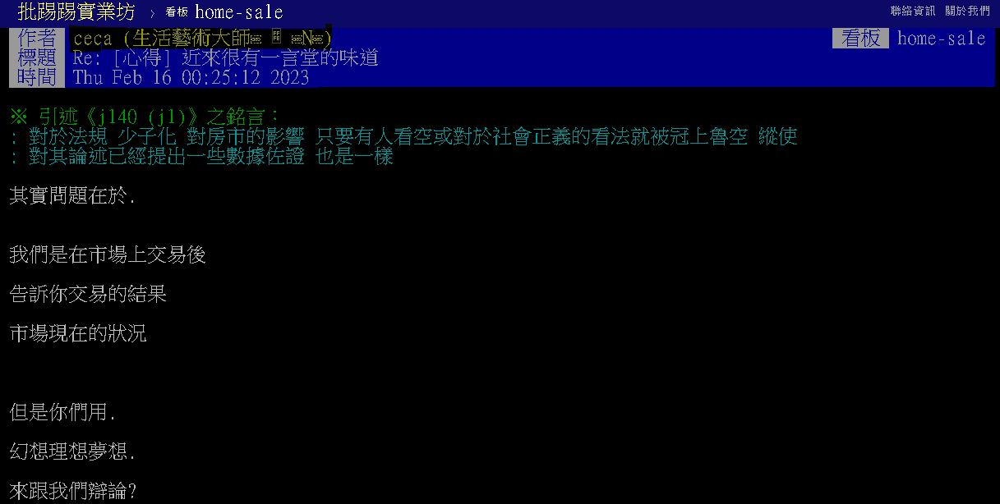 批踢踢實業坊 › 看板 home-sale 聯絡資訊 關於我們
作者 ceca (生活藝術大師 N) 看板 home-sale
標題 Re: [心得] 近來很有一言堂的味道
時間 Thu Feb 16 00:25:12 2023
※ 引述《jl40 (jl)》之銘言：
: 對於法規 少子化 對房市的影響 只要有人看空或對於社會正義的看法就被冠上魯空 縱使
: 對其論述已經提出一些數據佐證 也是一樣
其實問題在於.
我們是在市場上交易後
告訴你交易的結果
市場現在的狀況
但是你們用.
幻想理想夢想.
來跟我們辯論?